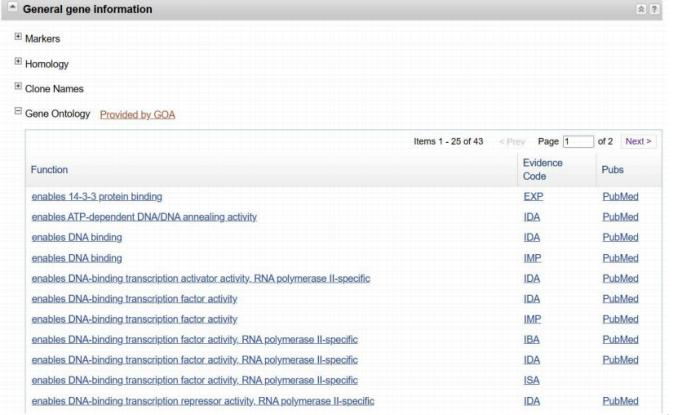 General gene information
Markers
Homology
Clone Names
Gene Ontology Provided by GOA
Items 1 - 25 of 43 < Prev Page 1 of 2 Next >
Function Evidence Code Pubs
enables 14-3-3 protein binding EXP PubMed
enables ATP-dependent DNA/DNA annealing activity IDA PubMed
enables DNA binding IDA PubMed
enables DNA binding IMP PubMed
enables DNA-binding transcription activator activity, RNA polymerase II-specific IDA PubMed
enables DNA-binding transcription factor activity IDA PubMed
enables DNA-binding transcription factor activity IMP PubMed
enables DNA-binding transcription factor activity, RNA polymerase II-specific IBA PubMed
enables DNA-binding transcription factor activity, RNA polymerase II-specific IDA PubMed
enables DNA-binding transcription factor activity, RNA polymerase II-specific ISA
enables DNA-binding transcription repressor activity, RNA polymerase II-specific IDA PubMed